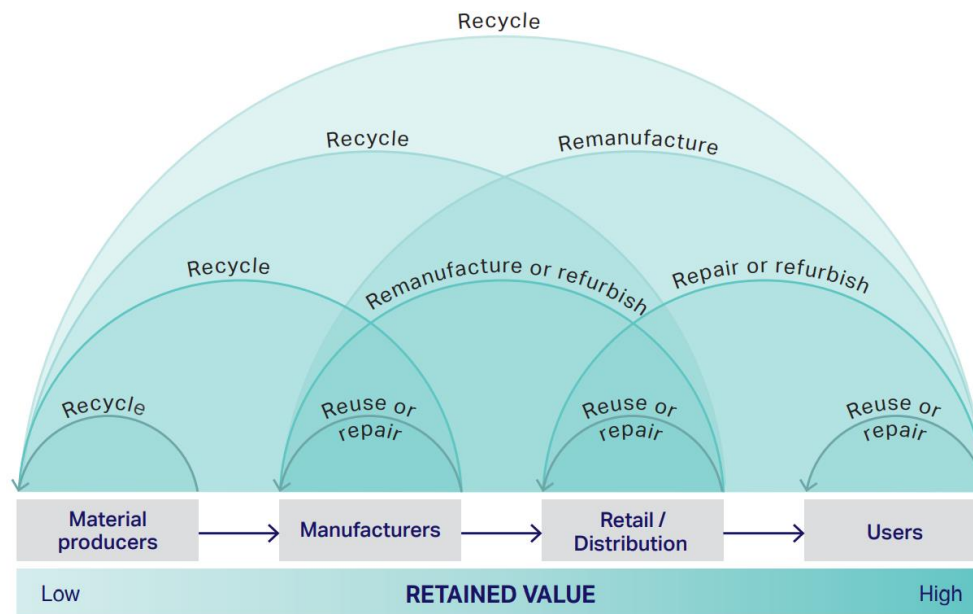 Recycle
Recycle
Remanufacture
Recycle
Remanufacture or refurbish
Repair or refurbish
Recycle
Reuse or
repair
Reuse or
repair
Reuse or
repair
Material
producers
Manufacturers
Retail /
Distribution
Users
Low
RETAINED VALUE
High